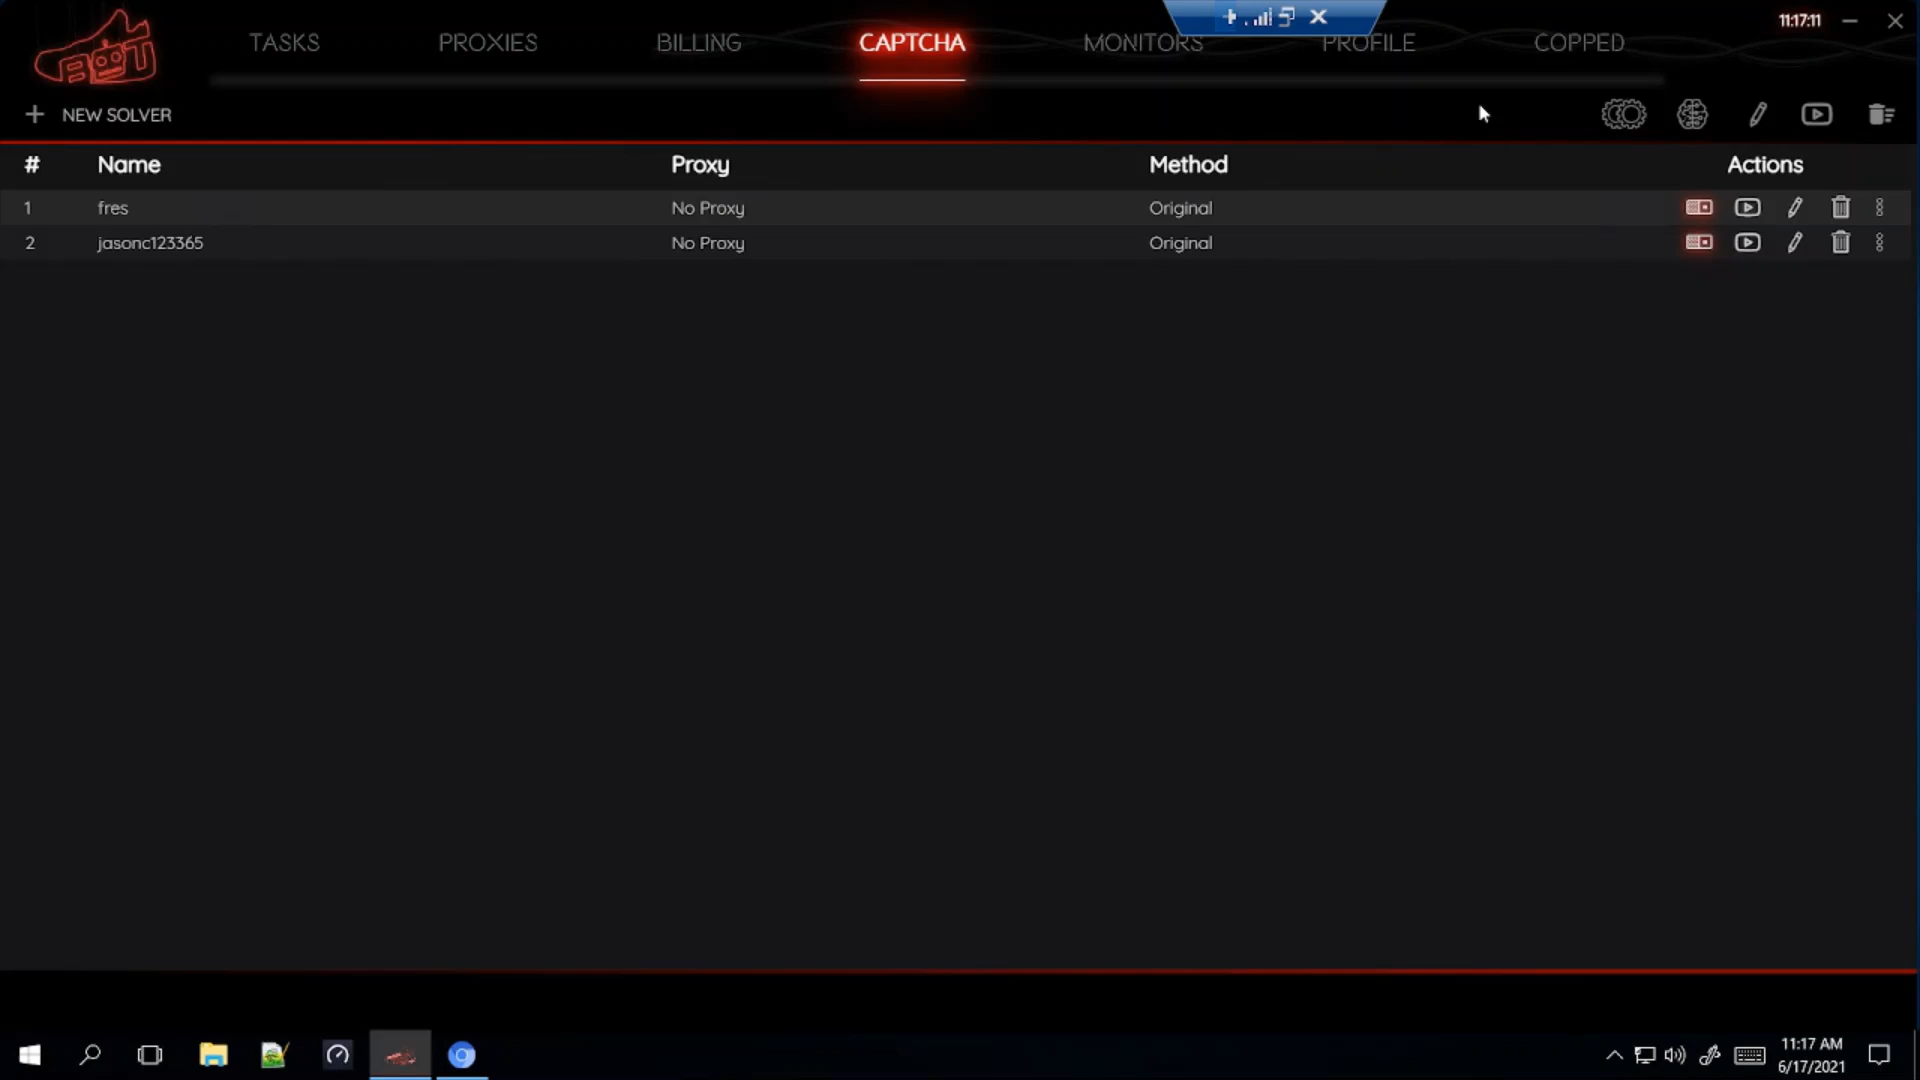 TASKS PROXIES BILLING CAPTCHA MONITORS PROFILE COPPED 11:17:11
NEW SOLVER
# Name Proxy Method Actions
1 fres No Proxy Original
2 jasonc123365 No Proxy Original
11:17 AM
6/17/2021